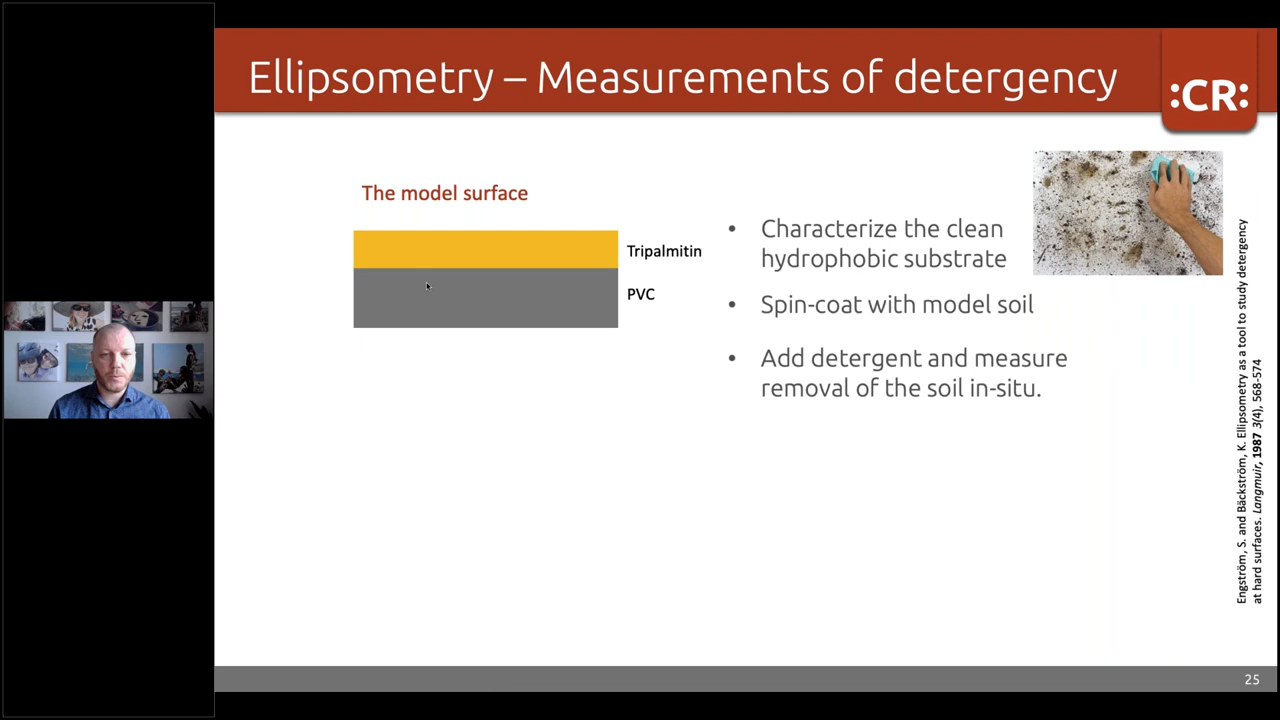 Ellipsometry – Measurements of detergency
:CR:
The model surface
Tripalmitin
PVC
• Characterize the clean
hydrophobic substrate
• Spin-coat with model soil
• Add detergent and measure
removal of the soil in-situ.
Engström, S. and Bäckström, K. Ellipsometry as a tool to study detergency
at hard surfaces. Langmuir, 1987 3(4), 568-574
25